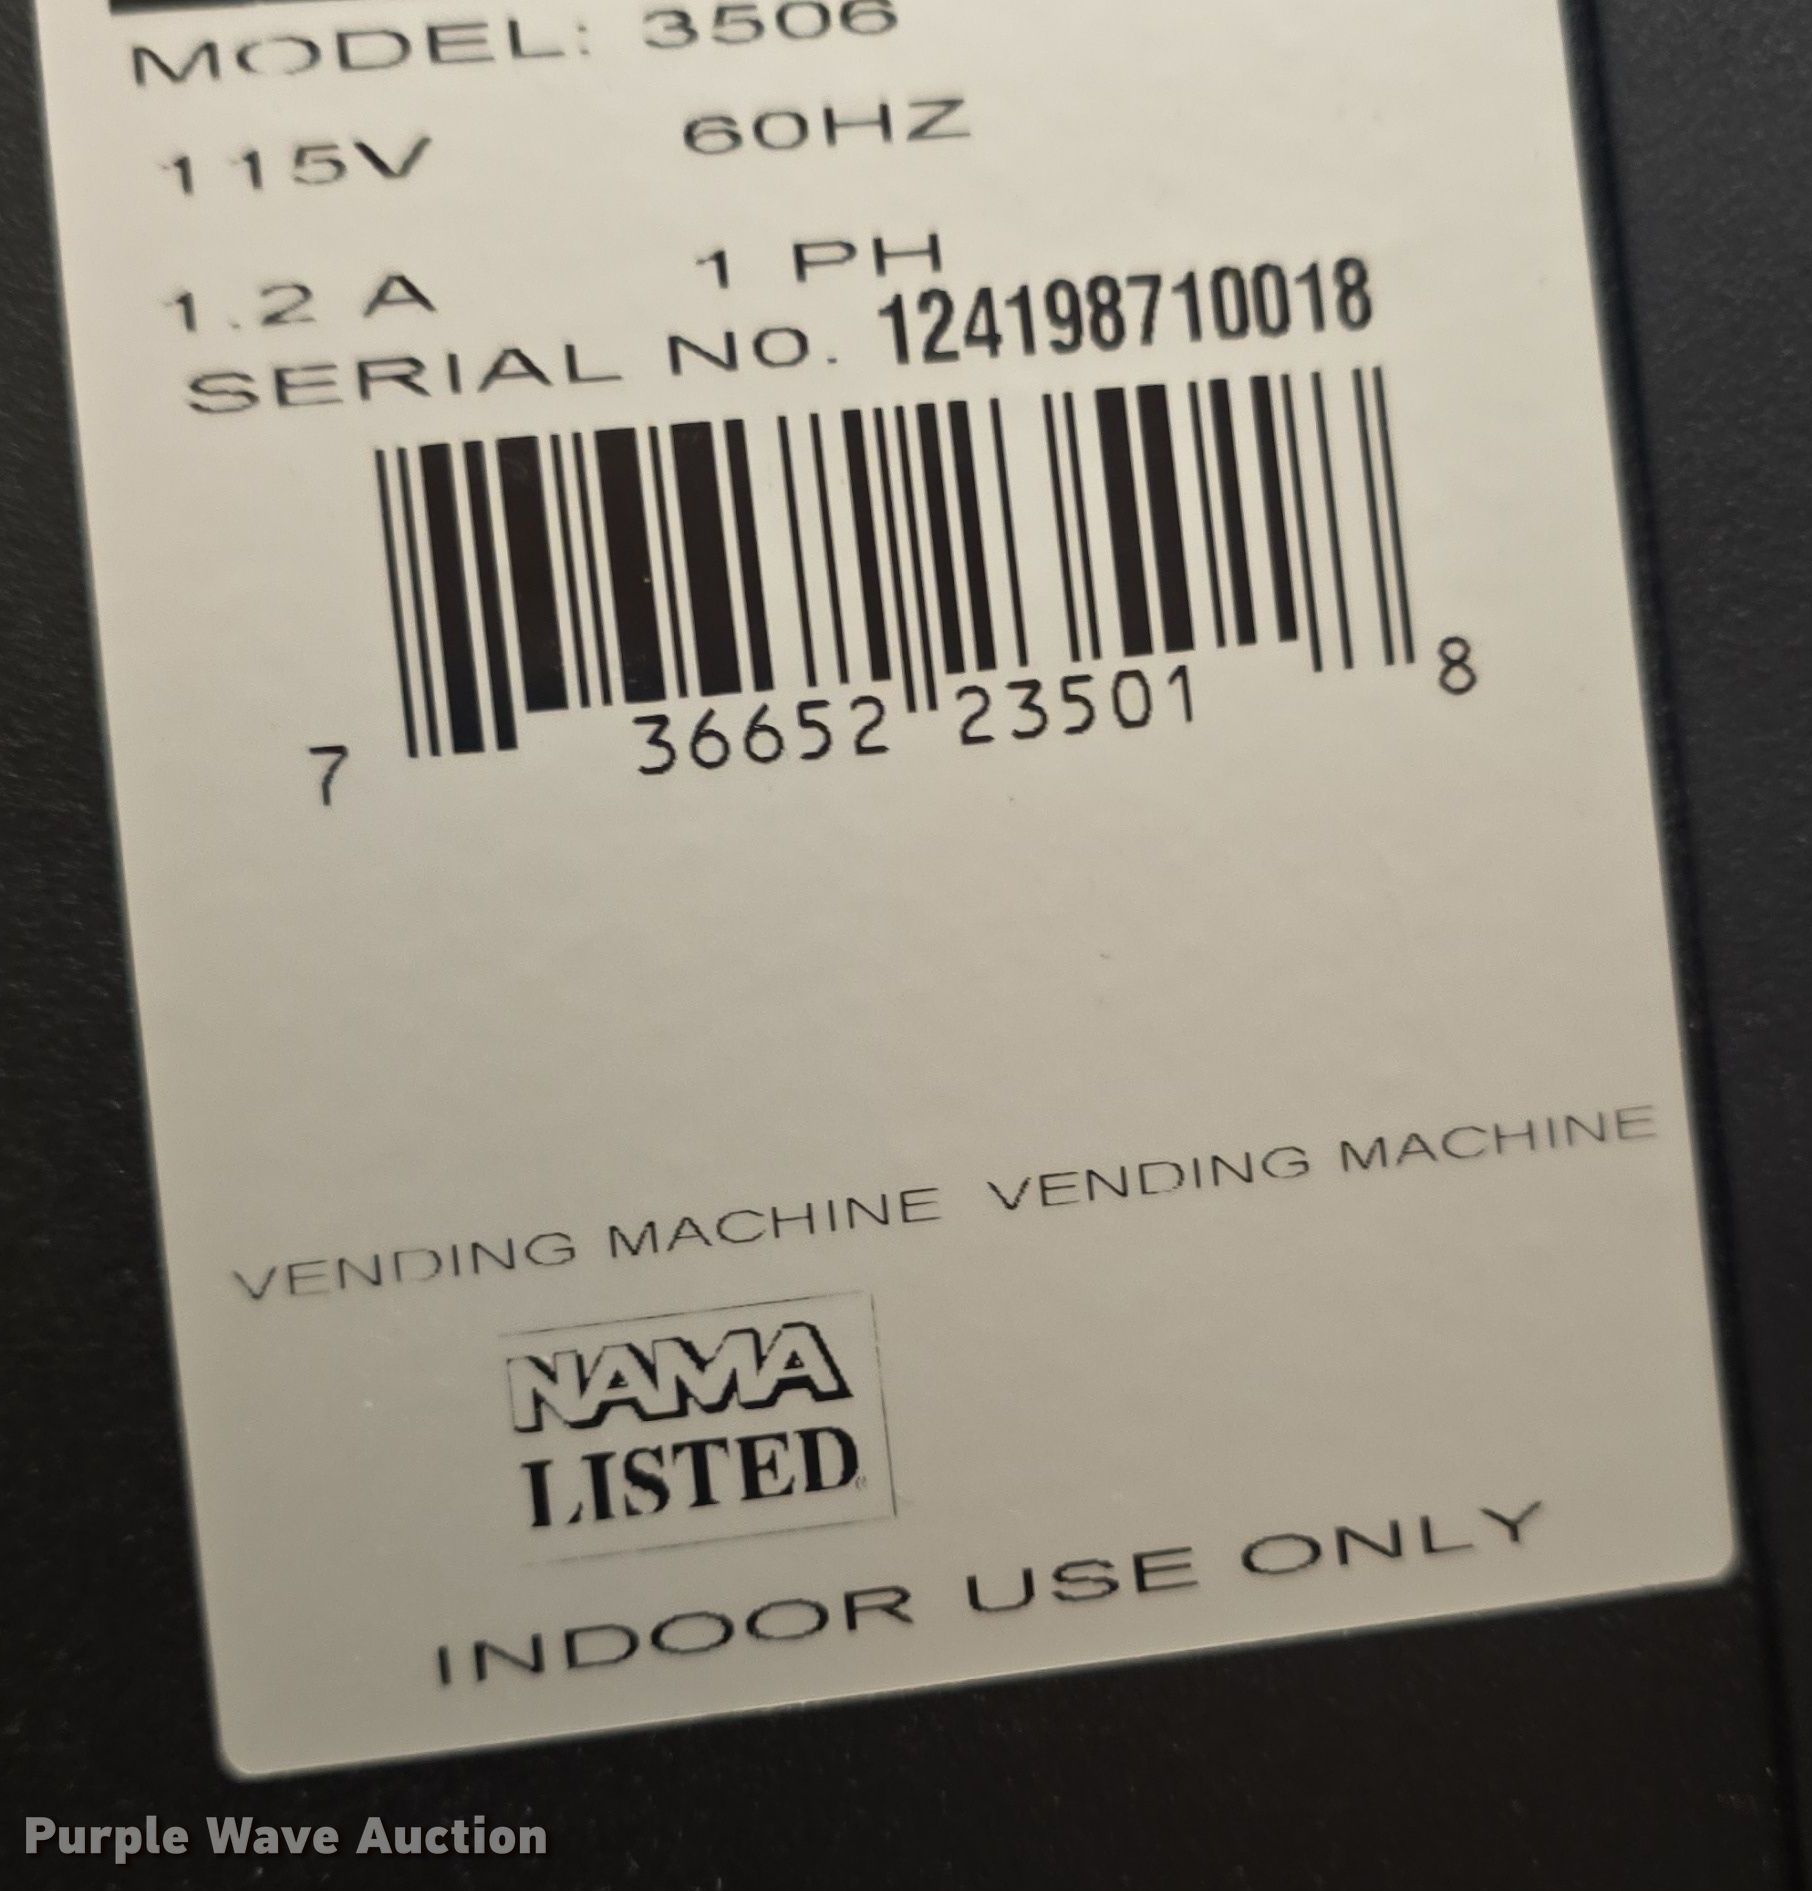 MODEL: 3506
115V 60HZ
1.2 A 1 PH
SERIAL NO. 124198710018
7 36652 23501 8
VENDING MACHINE VENDING MACHINE
NAMA
LISTED
INDOOR USE ONLY
Purple Wave Auction